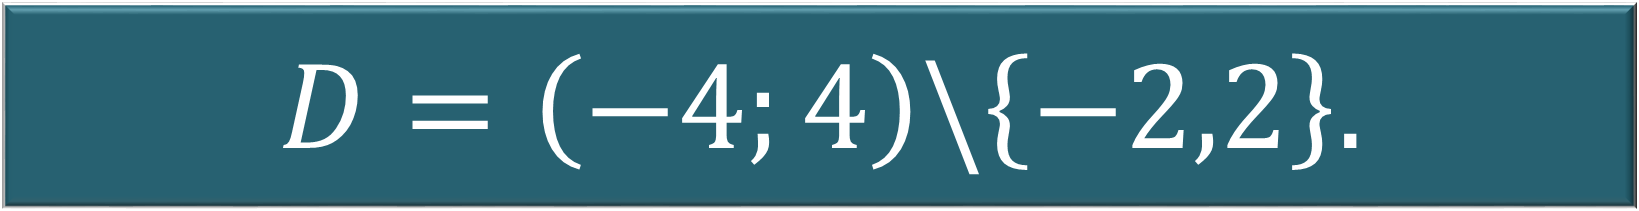 D = (−4; 4)\{−2,2}.